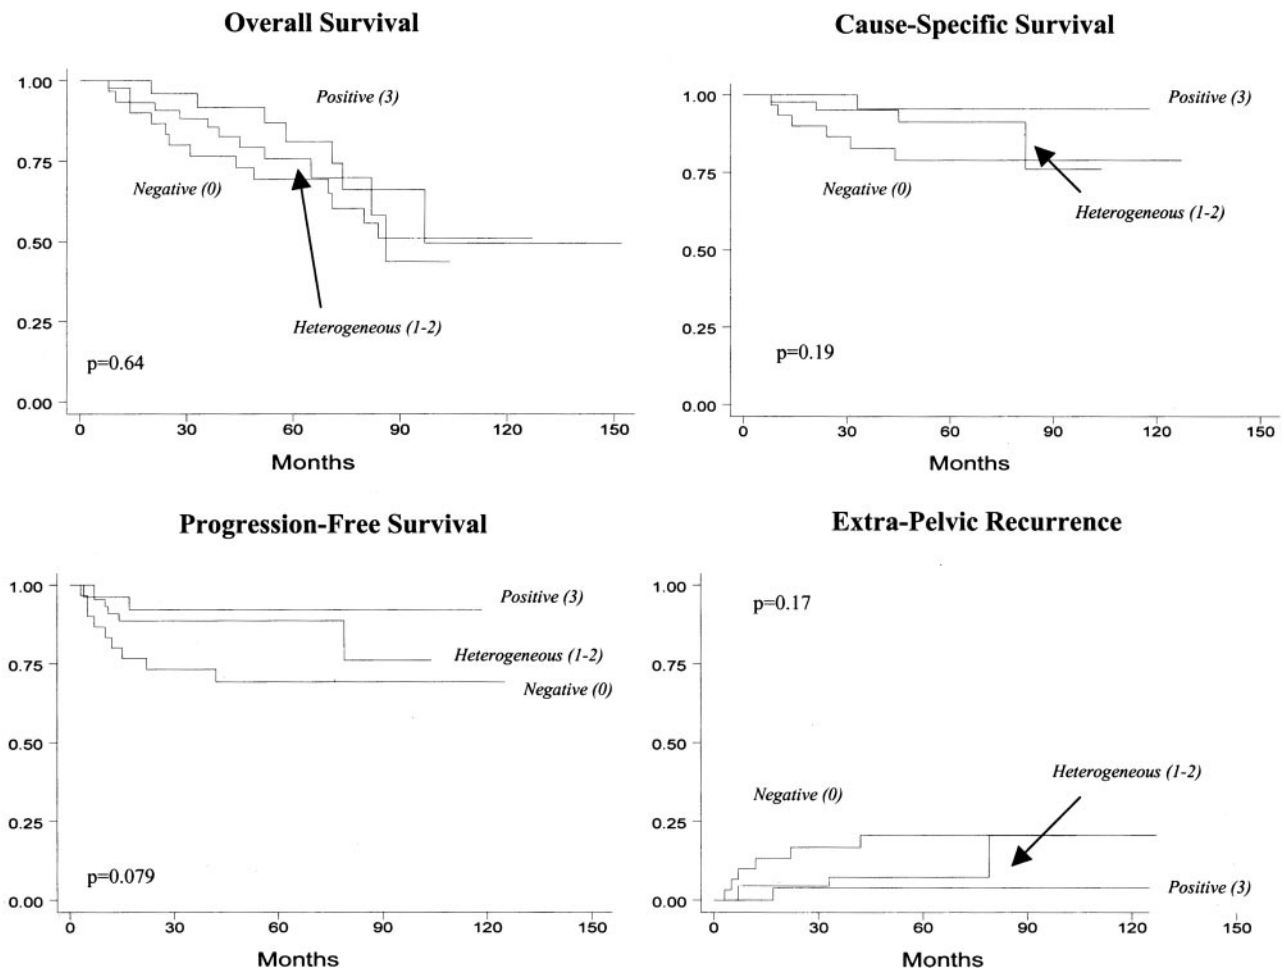 Overall Survival
1.00
0.75
0.50
0.25
0.00
Positive (3)
Negative (0)
Heterogeneous (1-2)
p=0.64
0 30 60 90 120 150
Months
Cause-Specific Survival
1.00
0.75
0.50
0.25
0.00
Positive (3)
Negative (0)
Heterogeneous (1-2)
p=0.19
0 30 60 90 120 150
Months
Progression-Free Survival
1.00
0.75
0.50
0.25
0.00
Positive (3)
Heterogeneous (1-2)
Negative (0)
p=0.079
0 30 60 90 120 150
Months
Extra-Pelvic Recurrence
1.00
0.75
0.50
0.25
0.00
p=0.17
Heterogeneous (1-2)
Negative (0)
Positive (3)
0 30 60 90 120 150
Months